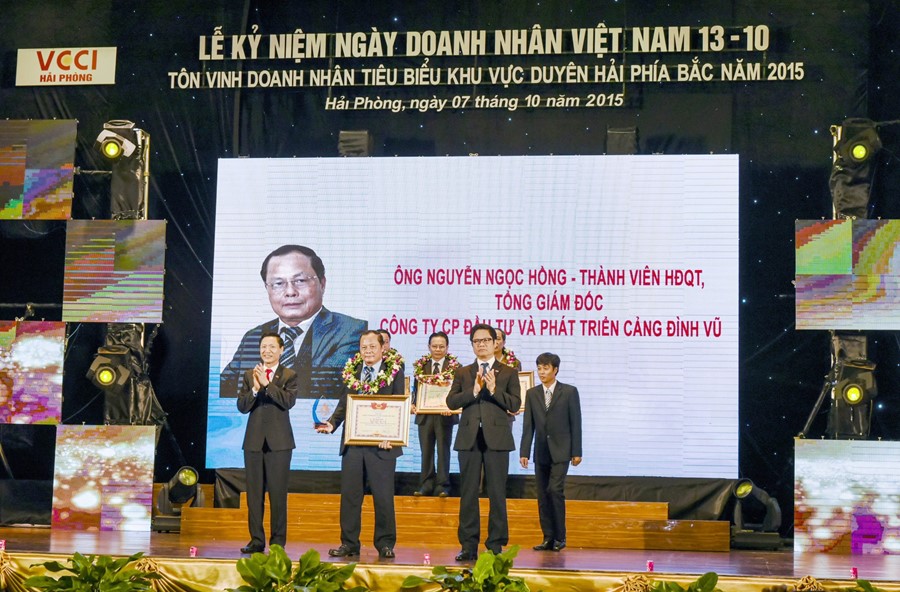 LỄ KỶ NIỆM NGÀY DOANH NHÂN VIỆT NAM 13-10
VCCI
HẢI PHÒNG
TÔN VINH DOANH NHÂN TIÊU BIỂU KHU VỰC DUYÊN HẢI PHÍA BẮC NĂM 2015
Hải Phòng, ngày 07 tháng 10 năm 2015
ÔNG NGUYỄN NGỌC HỒNG - THÀNH VIÊN HĐQT,
TỔNG GIÁM ĐỐC
CÔNG TY CP ĐẦU TƯ VÀ PHÁT TRIỂN CẢNG ĐÌNH VŨ